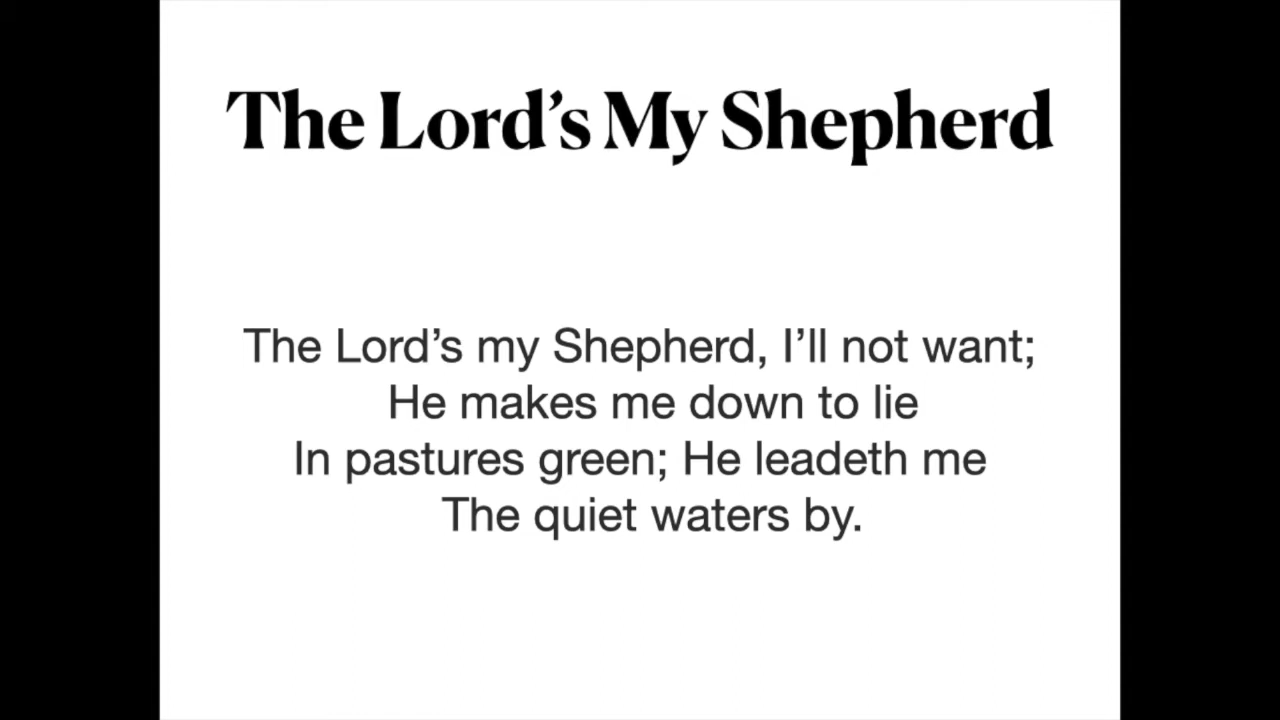 The Lord’s My Shepherd
The Lord’s my Shepherd, I’ll not want;
He makes me down to lie
In pastures green; He leadeth me
The quiet waters by.